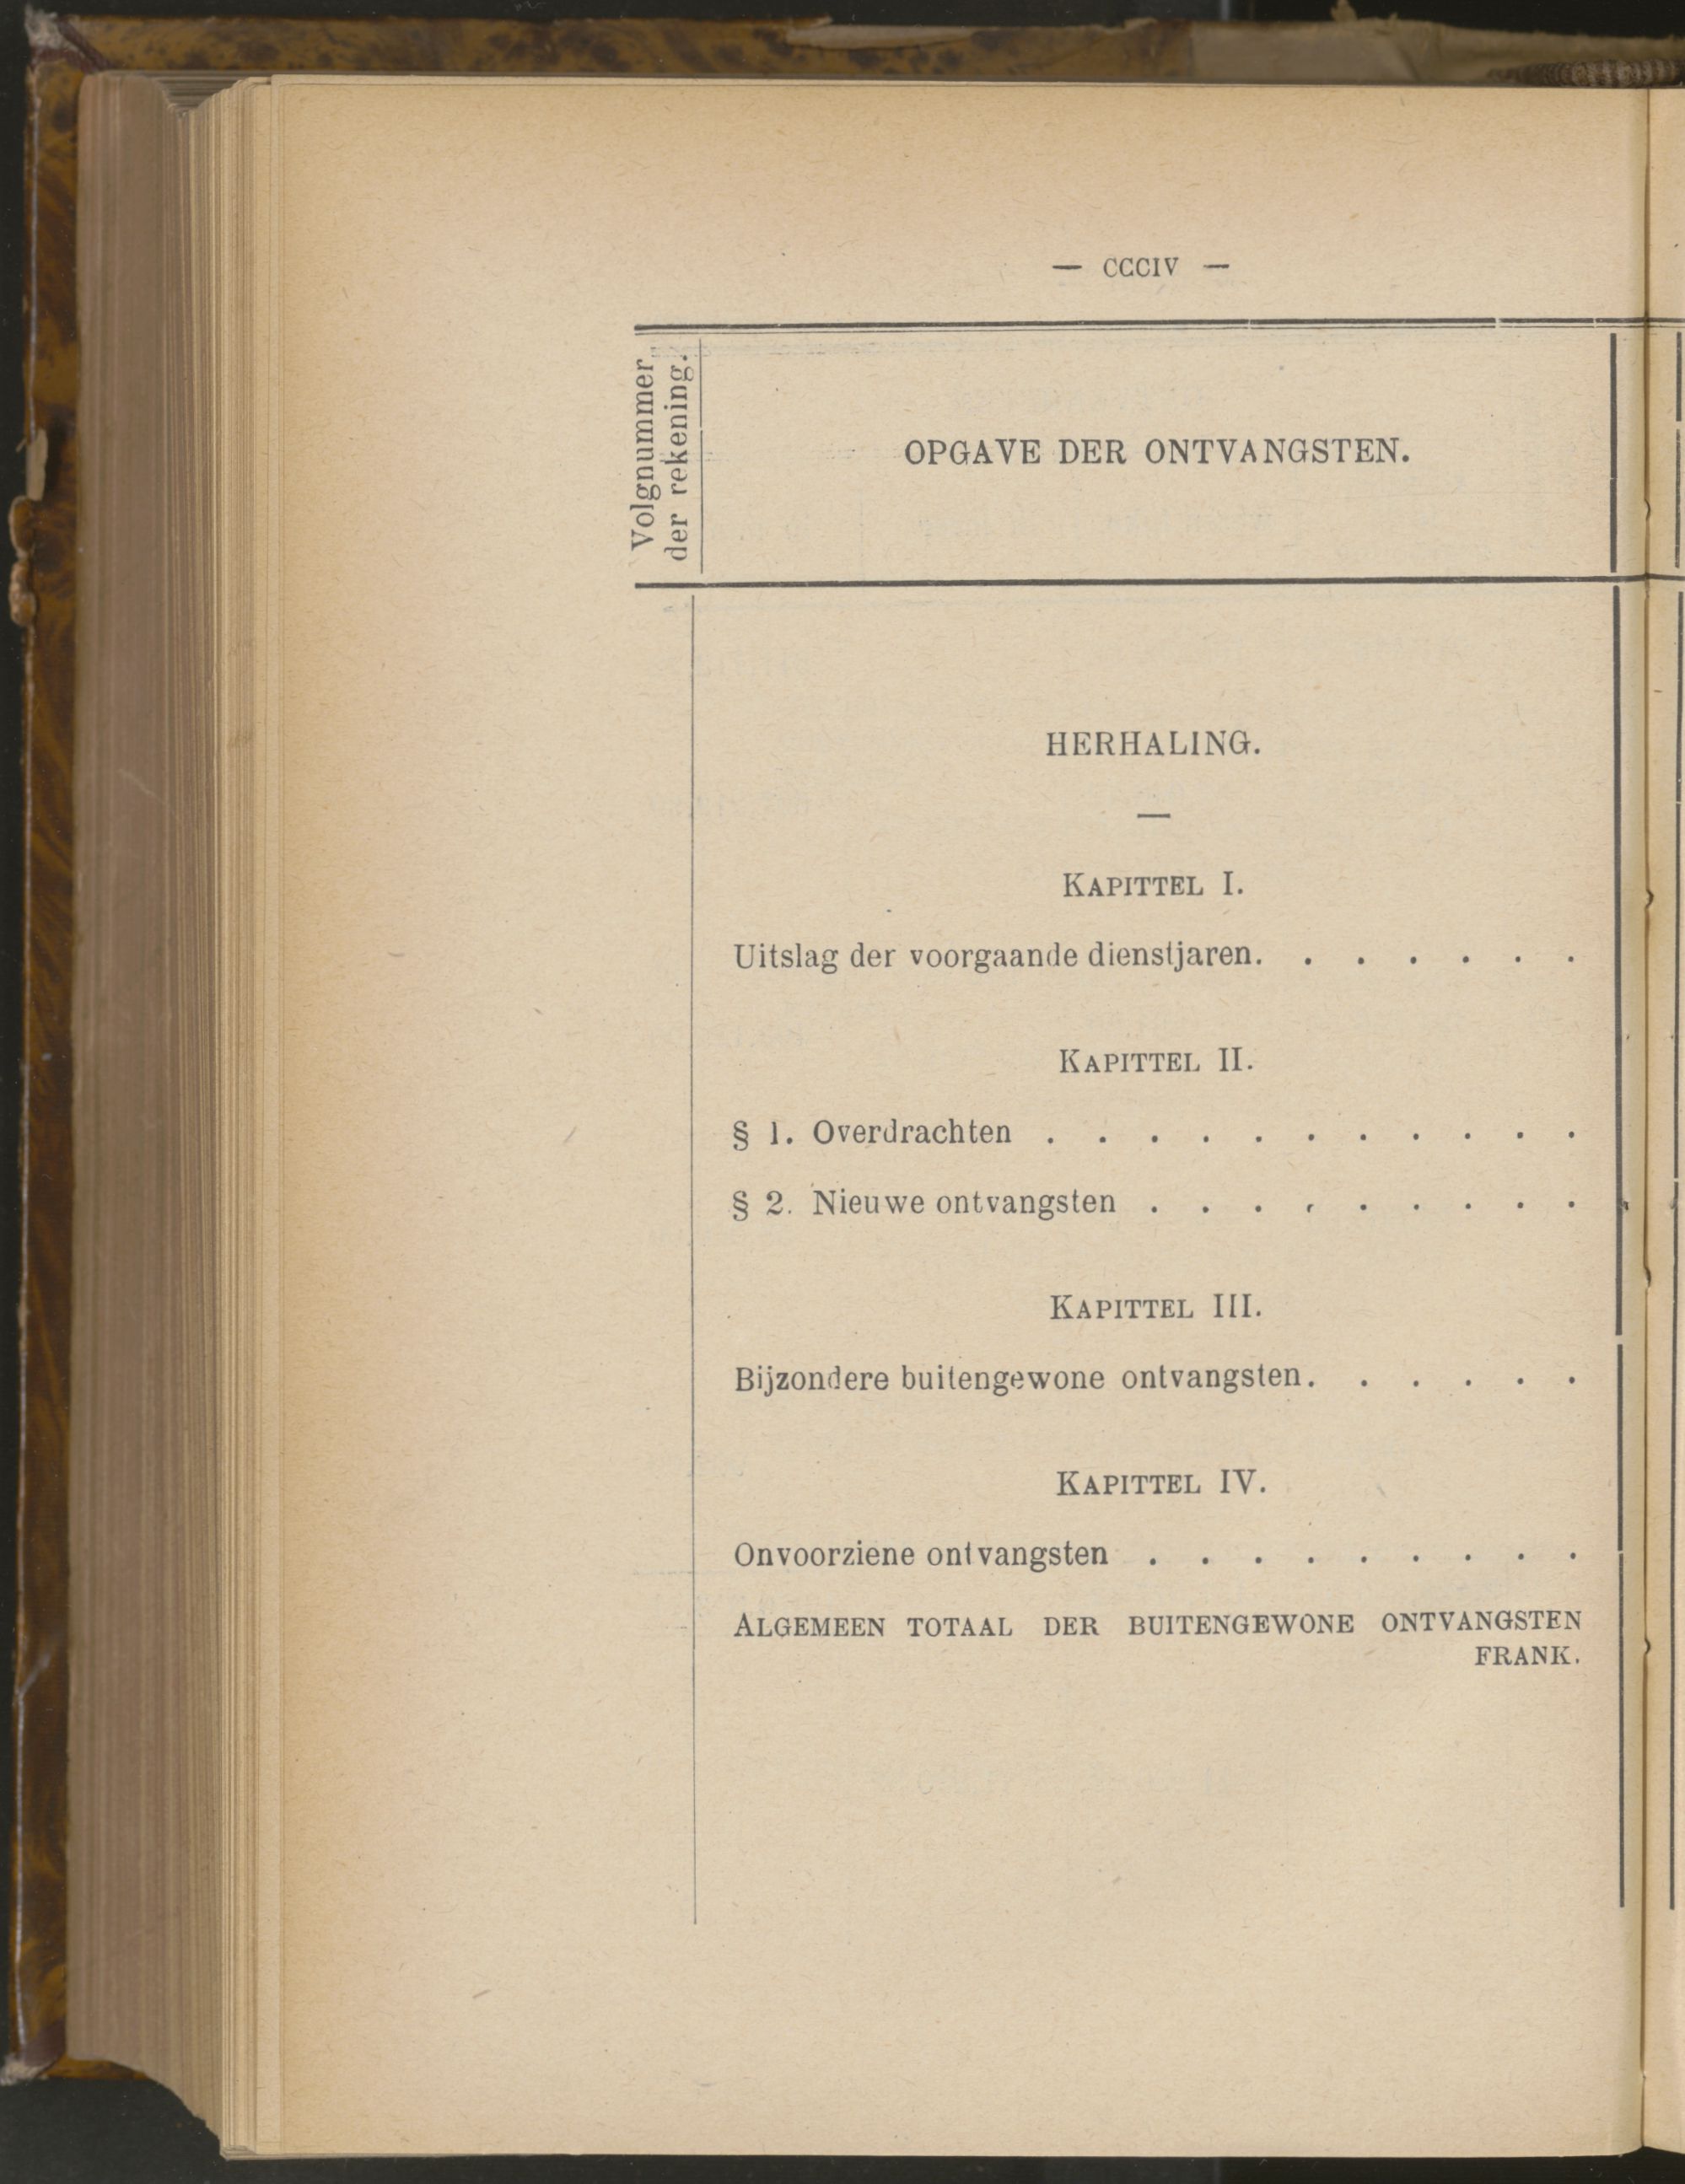 — CCCIV —
Volgnummer
der rekening.
OPGAVE DER ONTVANGSTEN.
HERHALING.
—
KAPITTEL I.
Uitslag der voorgaande dienstjaren. . . . . . .
KAPITTEL II.
§ 1. Overdrachten . . . . . . . . . . .
§ 2. Nieuwe ontvangsten . . . . . . . . .
KAPITTEL III.
Bijzondere buitengewone ontvangsten. . . . . .
KAPITTEL IV.
Onvoorziene ontvangsten . . . . . . . . .
ALGEMEEN TOTAAL DER BUITENGEWONE ONTVANGSTEN
FRANK.